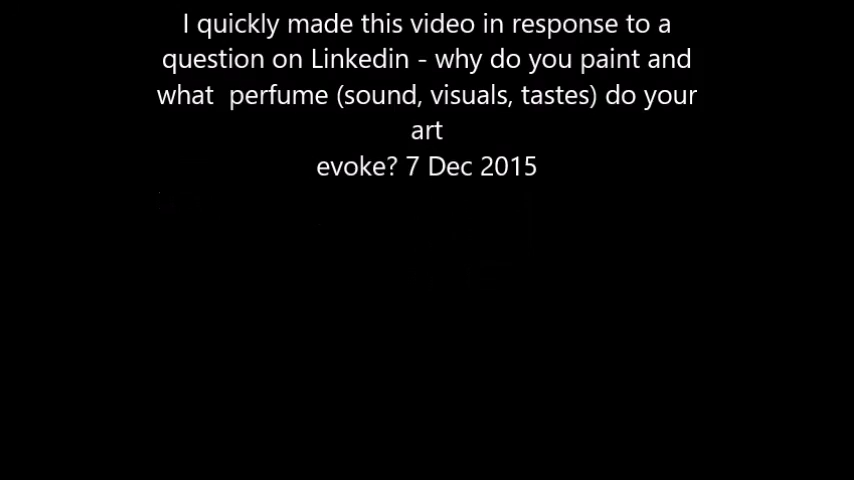 I quickly made this video in response to a
question on Linkedin - why do you paint and
what  perfume (sound, visuals, tastes) do your
art
evoke? 7 Dec 2015